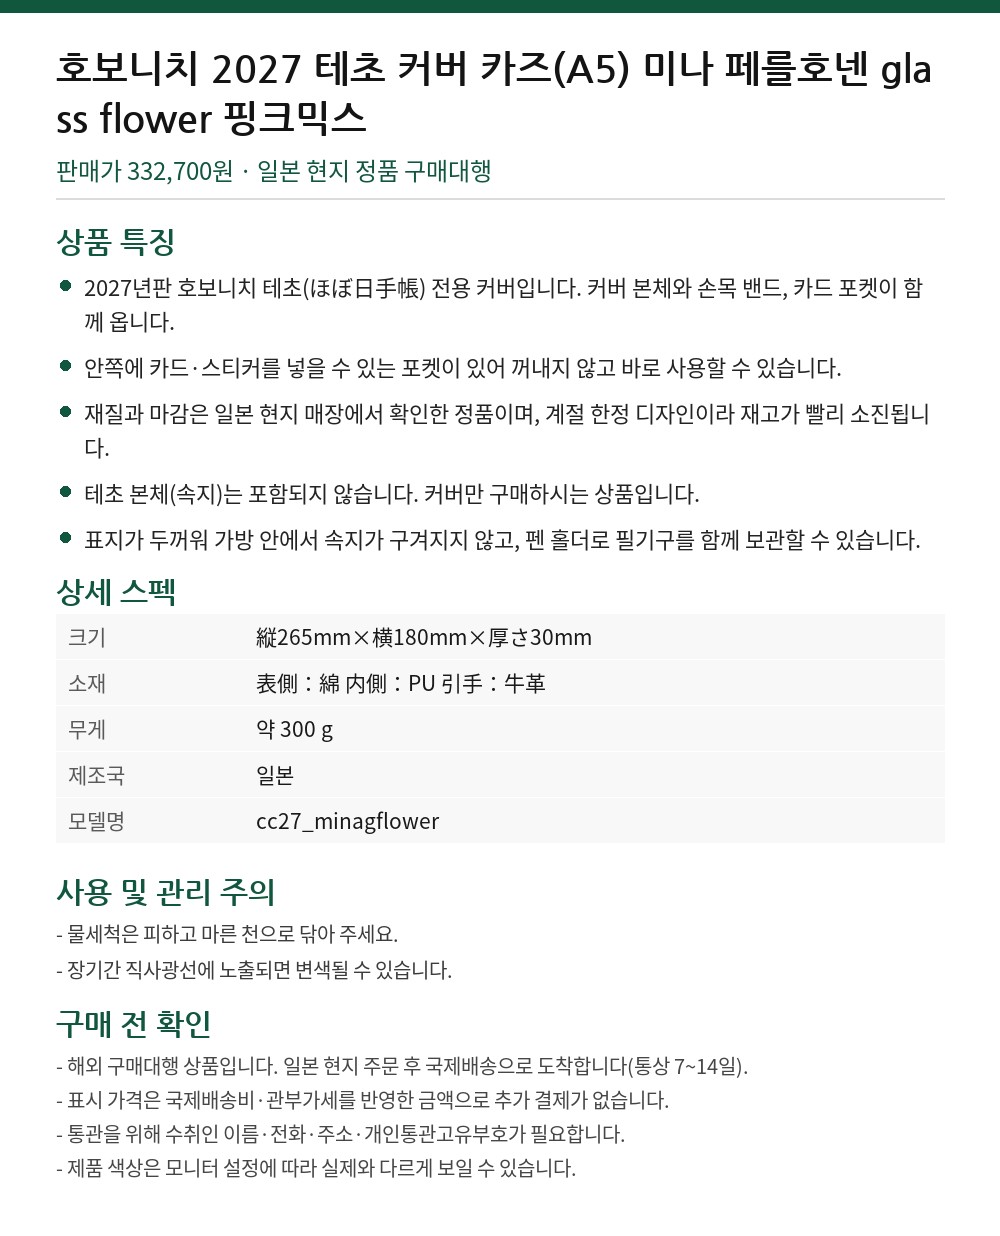 호보니치 2027 테초 커버 카즈(A5) 미나 페를호넨 gla
ss flower 핑크믹스
판매가 332,700원 · 일본 현지 정품 구매대행
상품 특징
● 2027년판 호보니치 테초(ほぼ日手帳) 전용 커버입니다. 커버 본체와 손목 밴드, 카드 포켓이 함
께 옵니다.
● 안쪽에 카드·스티커를 넣을 수 있는 포켓이 있어 꺼내지 않고 바로 사용할 수 있습니다.
● 재질과 마감은 일본 현지 매장에서 확인한 정품이며, 계절 한정 디자인이라 재고가 빨리 소진됩니
다.
● 테초 본체(속지)는 포함되지 않습니다. 커버만 구매하시는 상품입니다.
● 표지가 두꺼워 가방 안에서 속지가 구겨지지 않고, 펜 홀더로 필기구를 함께 보관할 수 있습니다.
상세 스펙
크기 縦265mm×横180mm×厚さ30mm
소재 表側：綿 内側：PU 引手：牛革
무게 약 300 g
제조국 일본
모델명 cc27_minagflower
사용 및 관리 주의
- 물세척은 피하고 마른 천으로 닦아 주세요.
- 장기간 직사광선에 노출되면 변색될 수 있습니다.
구매 전 확인
- 해외 구매대행 상품입니다. 일본 현지 주문 후 국제배송으로 도착합니다(통상 7~14일).
- 표시 가격은 국제배송비·관부가세를 반영한 금액으로 추가 결제가 없습니다.
- 통관을 위해 수취인 이름·전화·주소·개인통관고유부호가 필요합니다.
- 제품 색상은 모니터 설정에 따라 실제와 다르게 보일 수 있습니다.